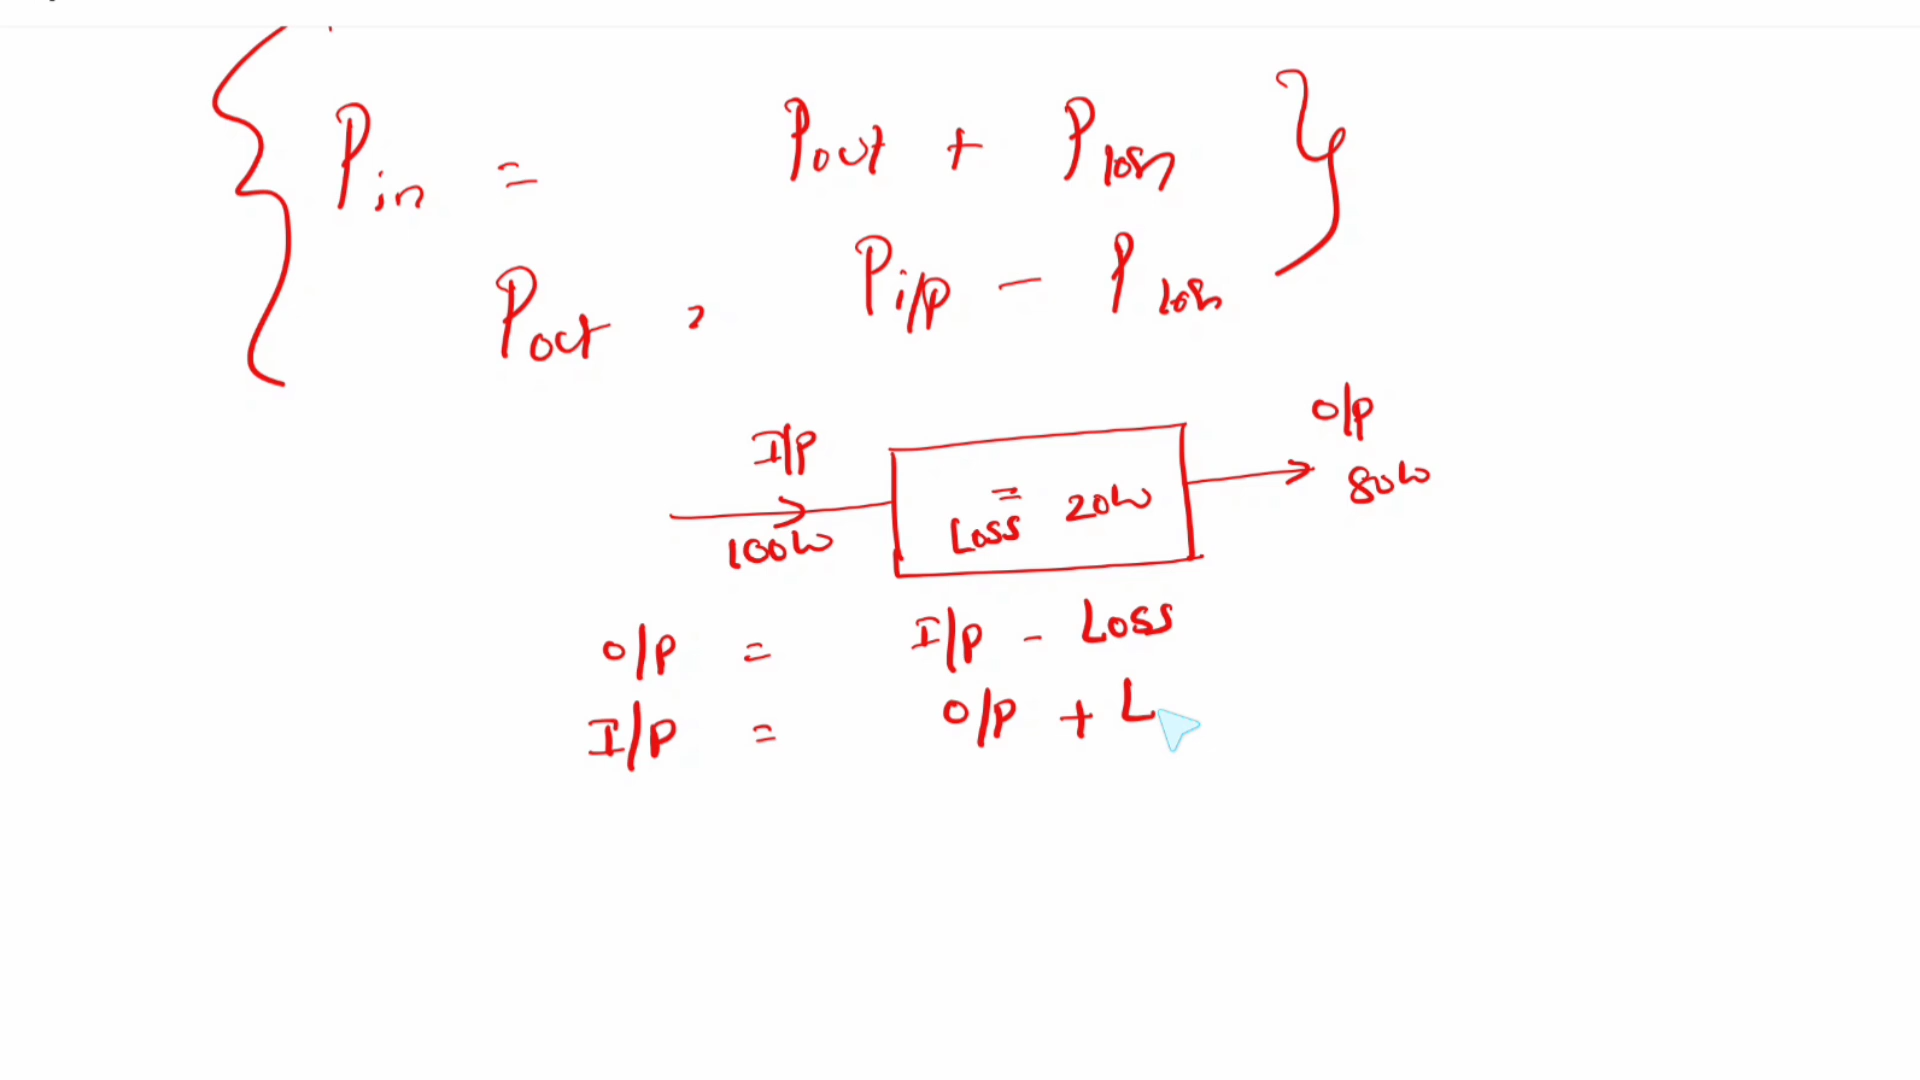 Pin = Pout + Ploss
Pout = Pi/p - Ploss
I/P
100W
Loss = 20W
O/P
80W
O/P = I/P - Loss
I/P = O/P + L